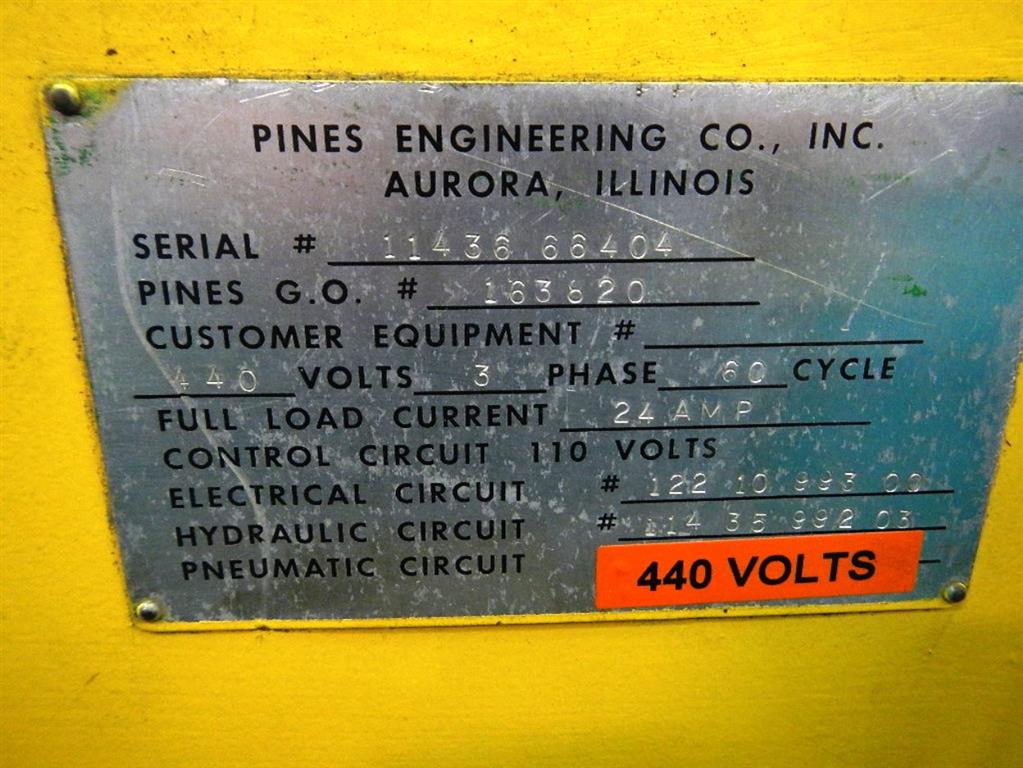 PINES ENGINEERING CO., INC.
AURORA, ILLINOIS
SERIAL # 11436 66404
PINES G.O. # 163620
CUSTOMER EQUIPMENT #
440 VOLTS 3 PHASE 60 CYCLE
FULL LOAD CURRENT 24 AMP
CONTROL CIRCUIT 110 VOLTS
ELECTRICAL CIRCUIT # 122 10 993 00
HYDRAULIC CIRCUIT # 114 35 992 03
PNEUMATIC CIRCUIT
440 VOLTS